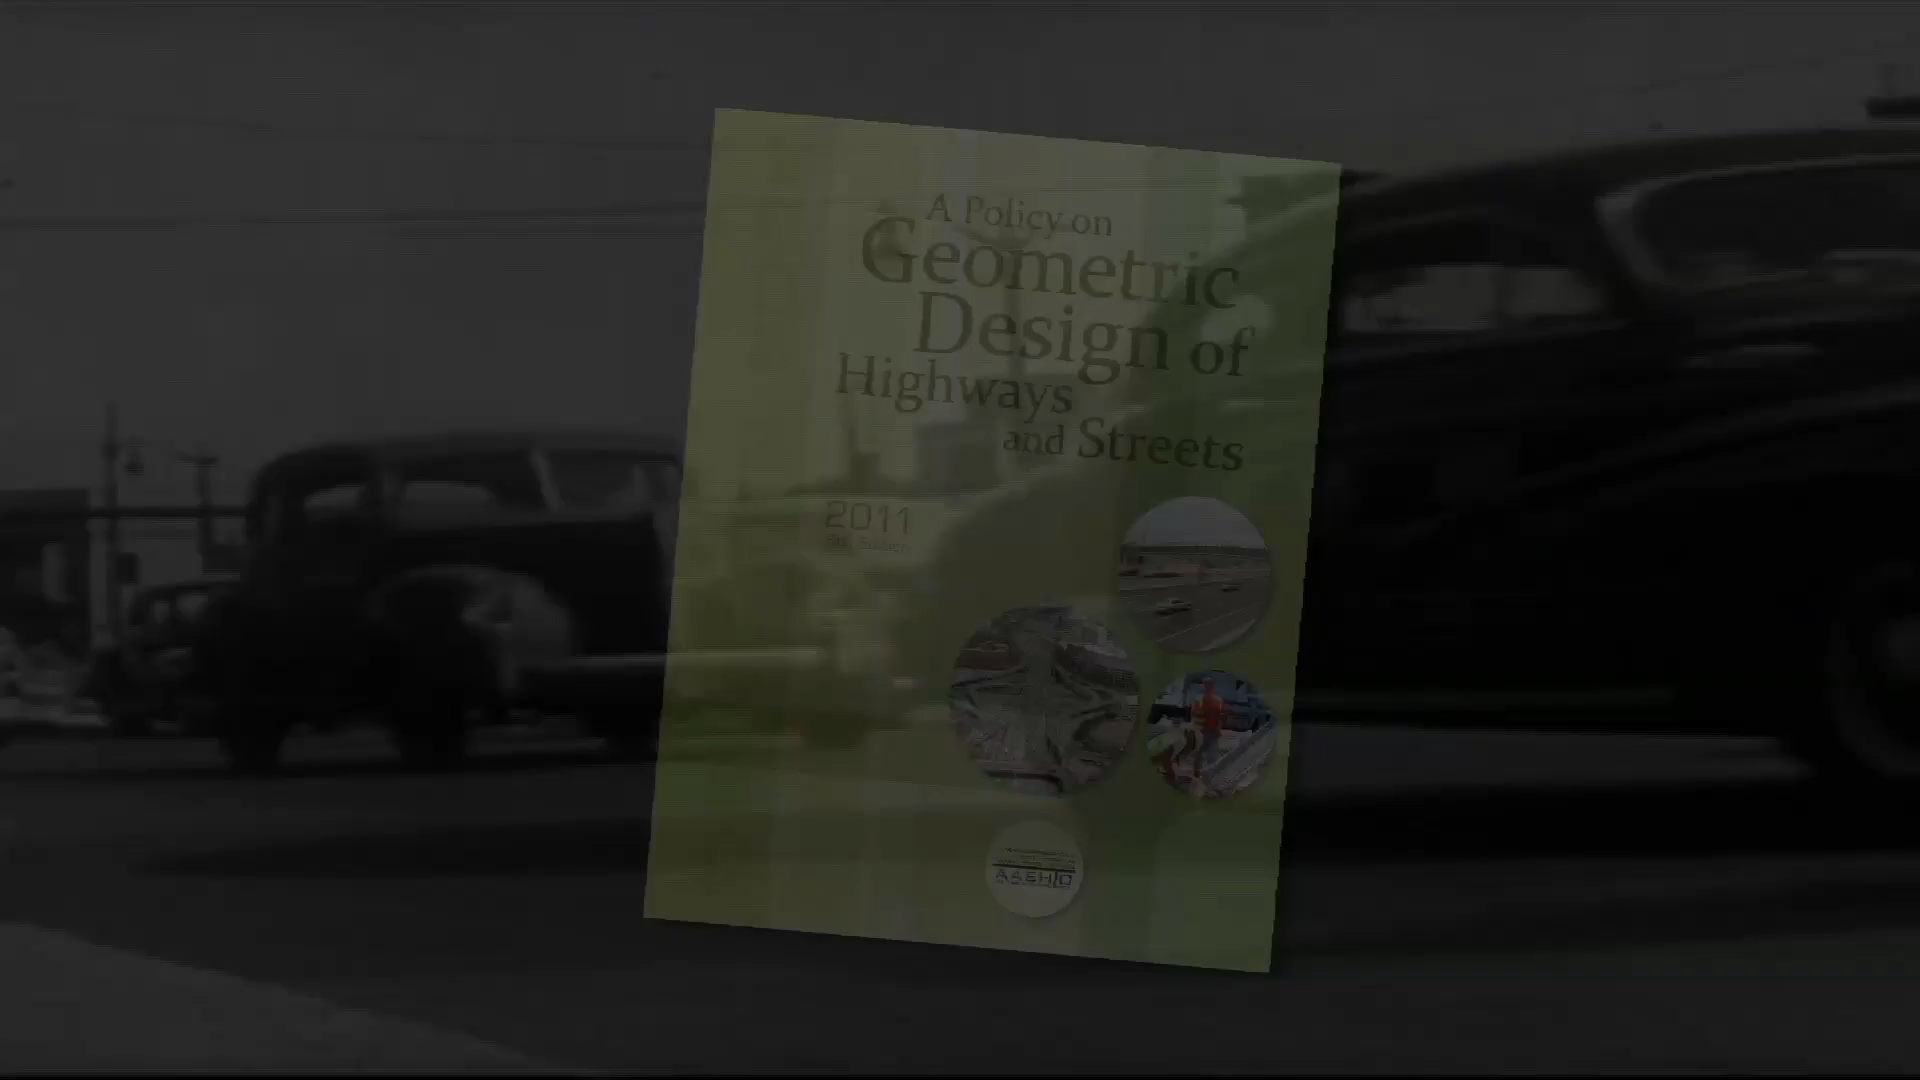 A Policy on
Geometric
Design of
Highways
and Streets
2011
AASHTO